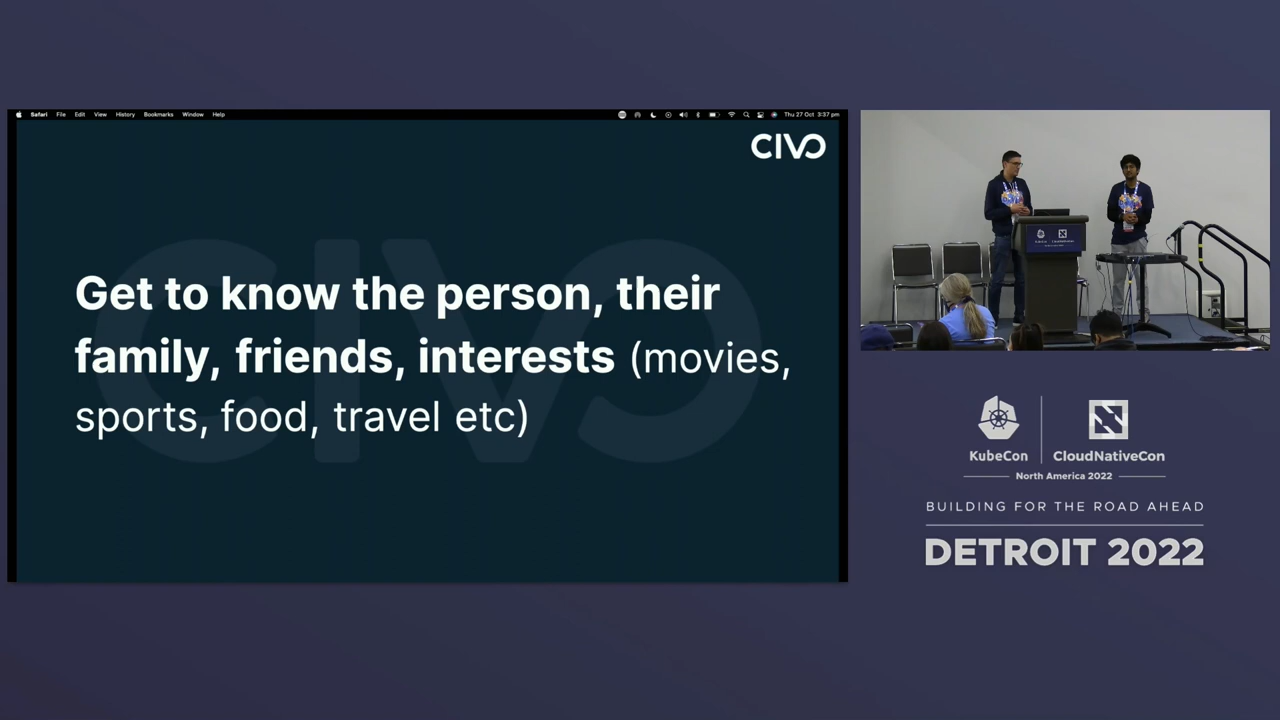 Safari File Edit View History Bookmarks Window Help
Thu 27 Oct 3:37 pm
CIVO
Get to know the person, their
family, friends, interests (movies,
sports, food, travel etc)
KubeCon
CloudNativeCon
North America 2022
BUILDING FOR THE ROAD AHEAD
DETROIT 2022